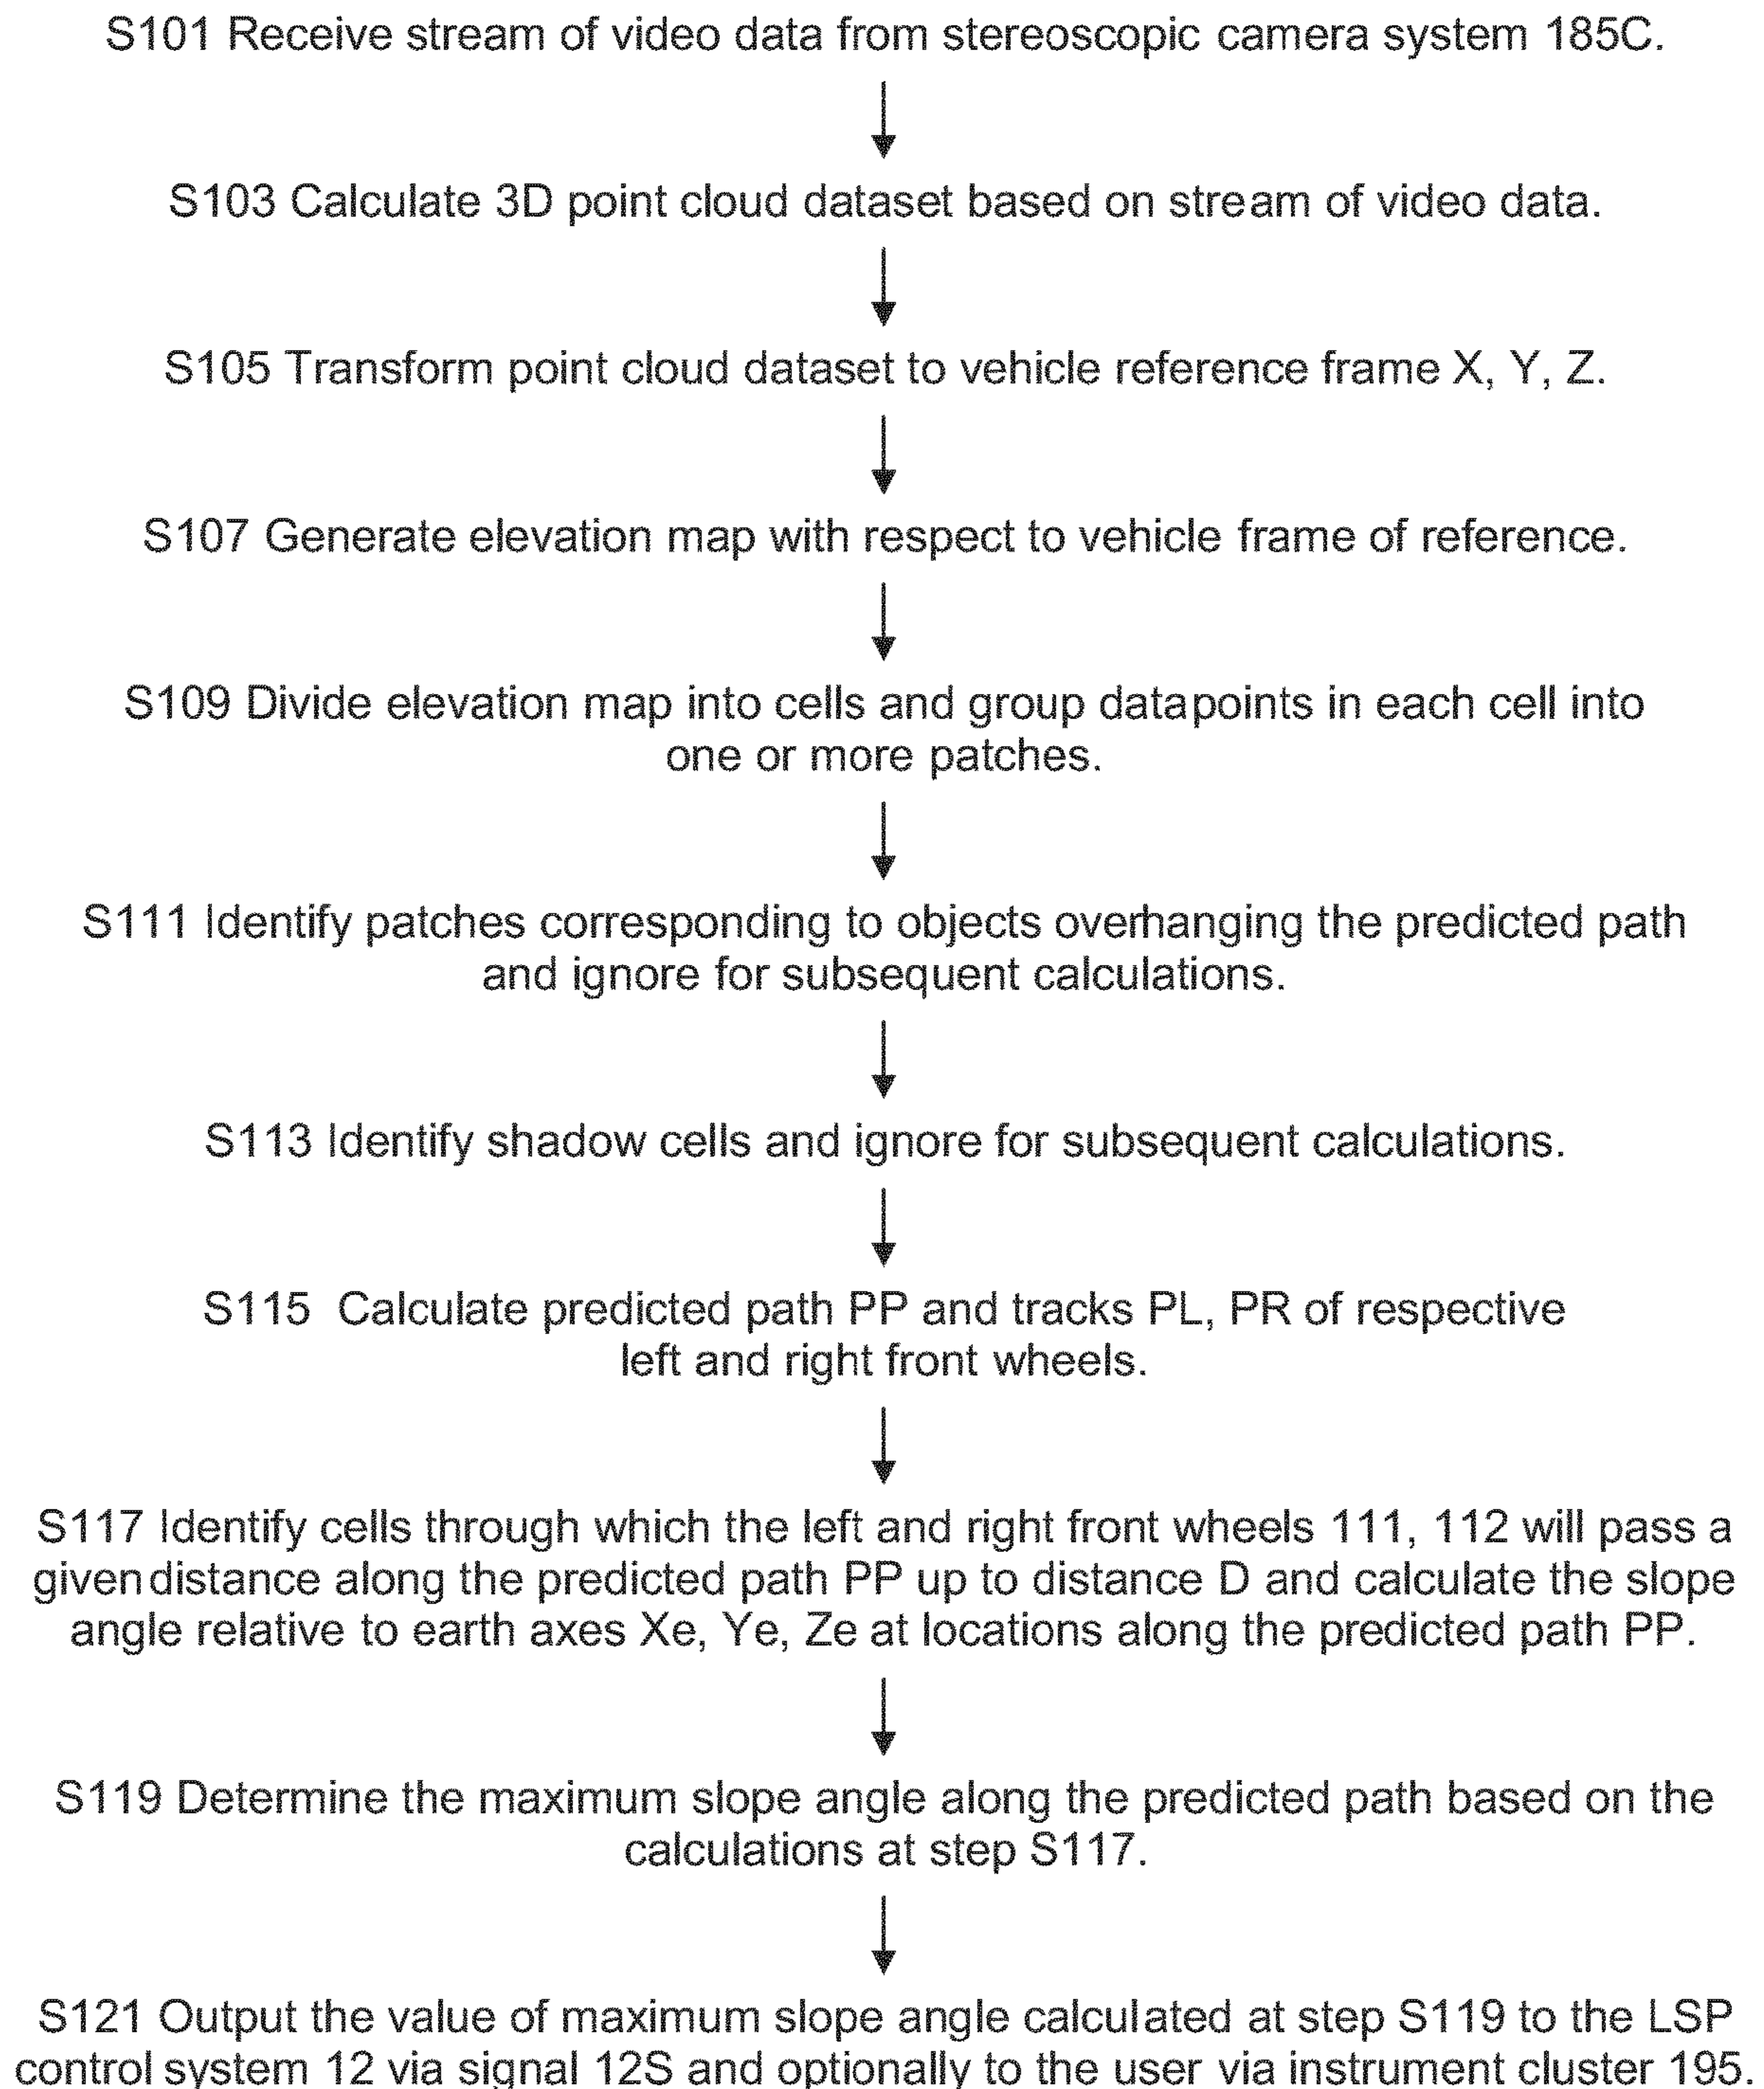 S101 Receive stream of video data from stereoscopic camera system 185C.
S103 Calculate 3D point cloud dataset based on stream of video data.
S105 Transform point cloud dataset to vehicle reference frame X, Y, Z.
S107 Generate elevation map with respect to vehicle frame of reference.
S109 Divide elevation map into cells and group datapoints in each cell into
one or more patches.
S111 Identify patches corresponding to objects overhanging the predicted path
and ignore for subsequent calculations.
S113 Identify shadow cells and ignore for subsequent calculations.
S115 Calculate predicted path PP and tracks PL, PR of respective
left and right front wheels.
S117 Identify cells through which the left and right front wheels 111, 112 will pass a
given distance along the predicted path PP up to distance D and calculate the slope
angle relative to earth axes Xe, Ye, Ze at locations along the predicted path PP.
S119 Determine the maximum slope angle along the predicted path based on the
calculations at step S117.
S121 Output the value of maximum slope angle calculated at step S119 to the LSP
control system 12 via signal 12S and optionally to the user via instrument cluster 195.